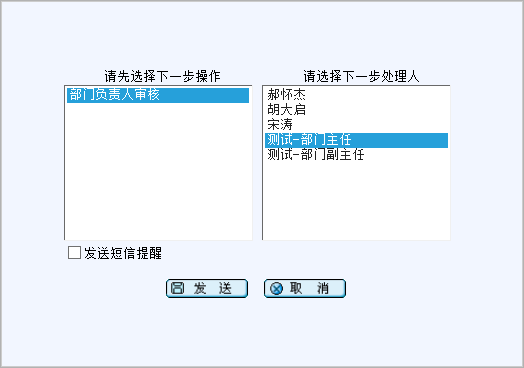 请先选择下一步操作
请选择下一步处理人
部门负责人审核
郝怀杰
胡大启
宋涛
测试-部门主任
测试-部门副主任
发送短信提醒
发 送
取 消